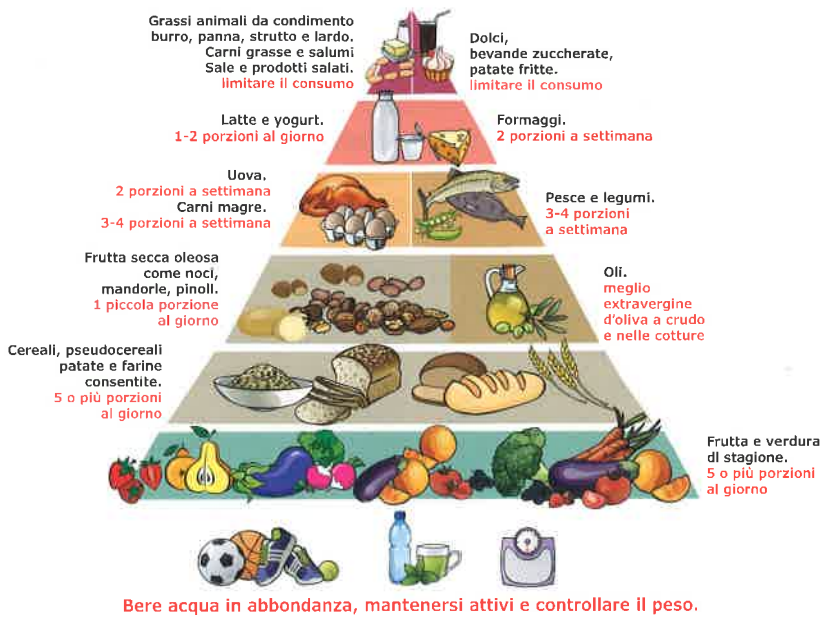 Grassi animali da condimento
burro, panna, strutto e lardo.
Carni grasse e salumi
Sale e prodotti salati.
limitare il consumo
Dolci,
bevande zuccherate,
patate fritte.
limitare il consumo
Latte e yogurt.
1-2 porzioni al giorno
Formaggi.
2 porzioni a settimana
Uova.
2 porzioni a settimana
Carni magre.
3-4 porzioni a settimana
Pesce e legumi.
3-4 porzioni
a settimana
Frutta secca oleosa
come noci,
mandorle, pinoli.
1 piccola porzione
al giorno
Oli.
meglio
extravergine
d'oliva a crudo
e nelle cotture
Cereali, pseudocereali
patate e farine
consentite.
5 o più porzioni
al giorno
Frutta e verdura
di stagione.
5 o più porzioni
al giorno
Bere acqua in abbondanza, mantenersi attivi e controllare il peso.